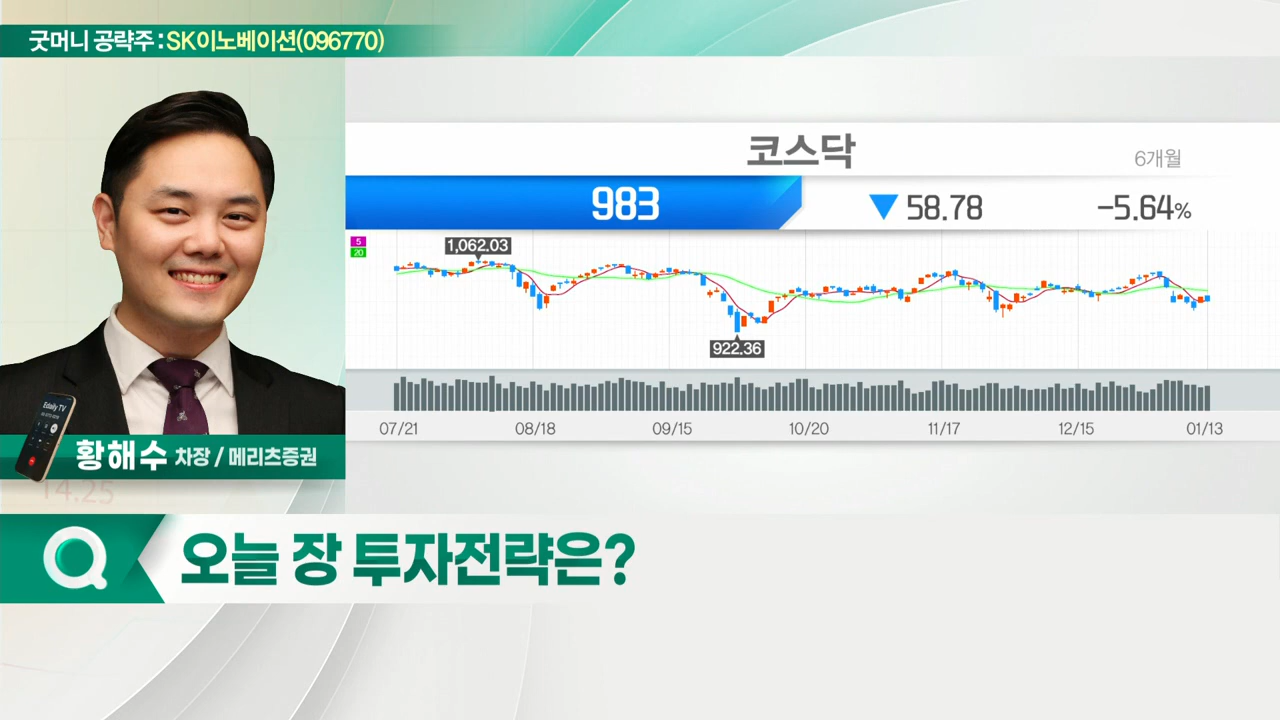 굿머니 공략주 : SK이노베이션(096770)
코스닥
6개월
983 ▼ 58.78 -5.64%
5
20
1,062.03
922.36
07/21 08/18 09/15 10/20 11/17 12/15 01/13
Edaily TV
황해수 차장 / 메리츠증권
14.25
Q 오늘 장 투자전략은?